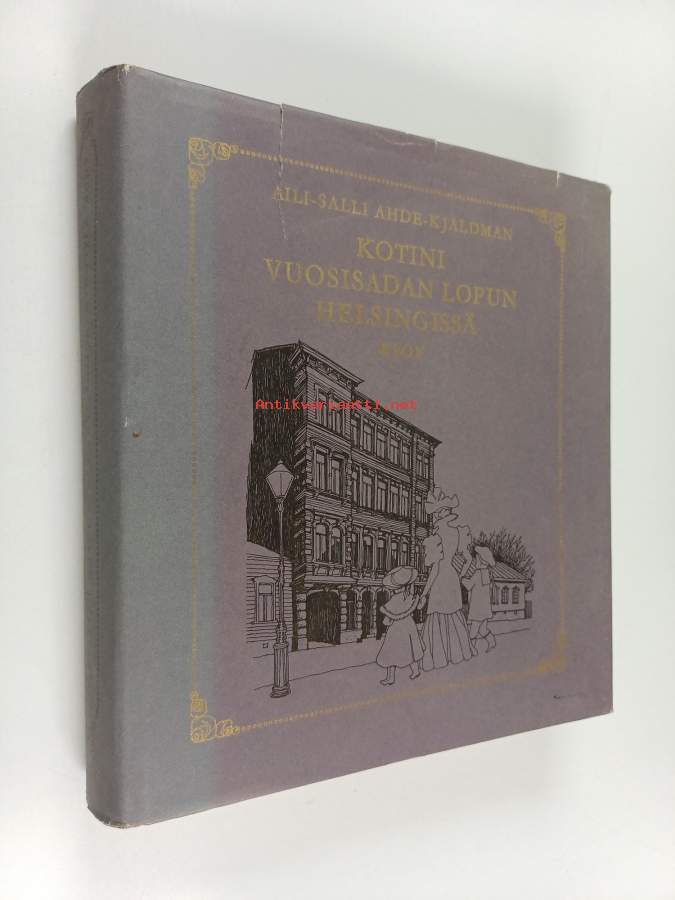 AILI-SALLI AHDE-KJÄLDMAN
KOTINI
VUOSISADAN LOPUN
HELSINGISSÄ
WSOY
Antikvariaatti.net